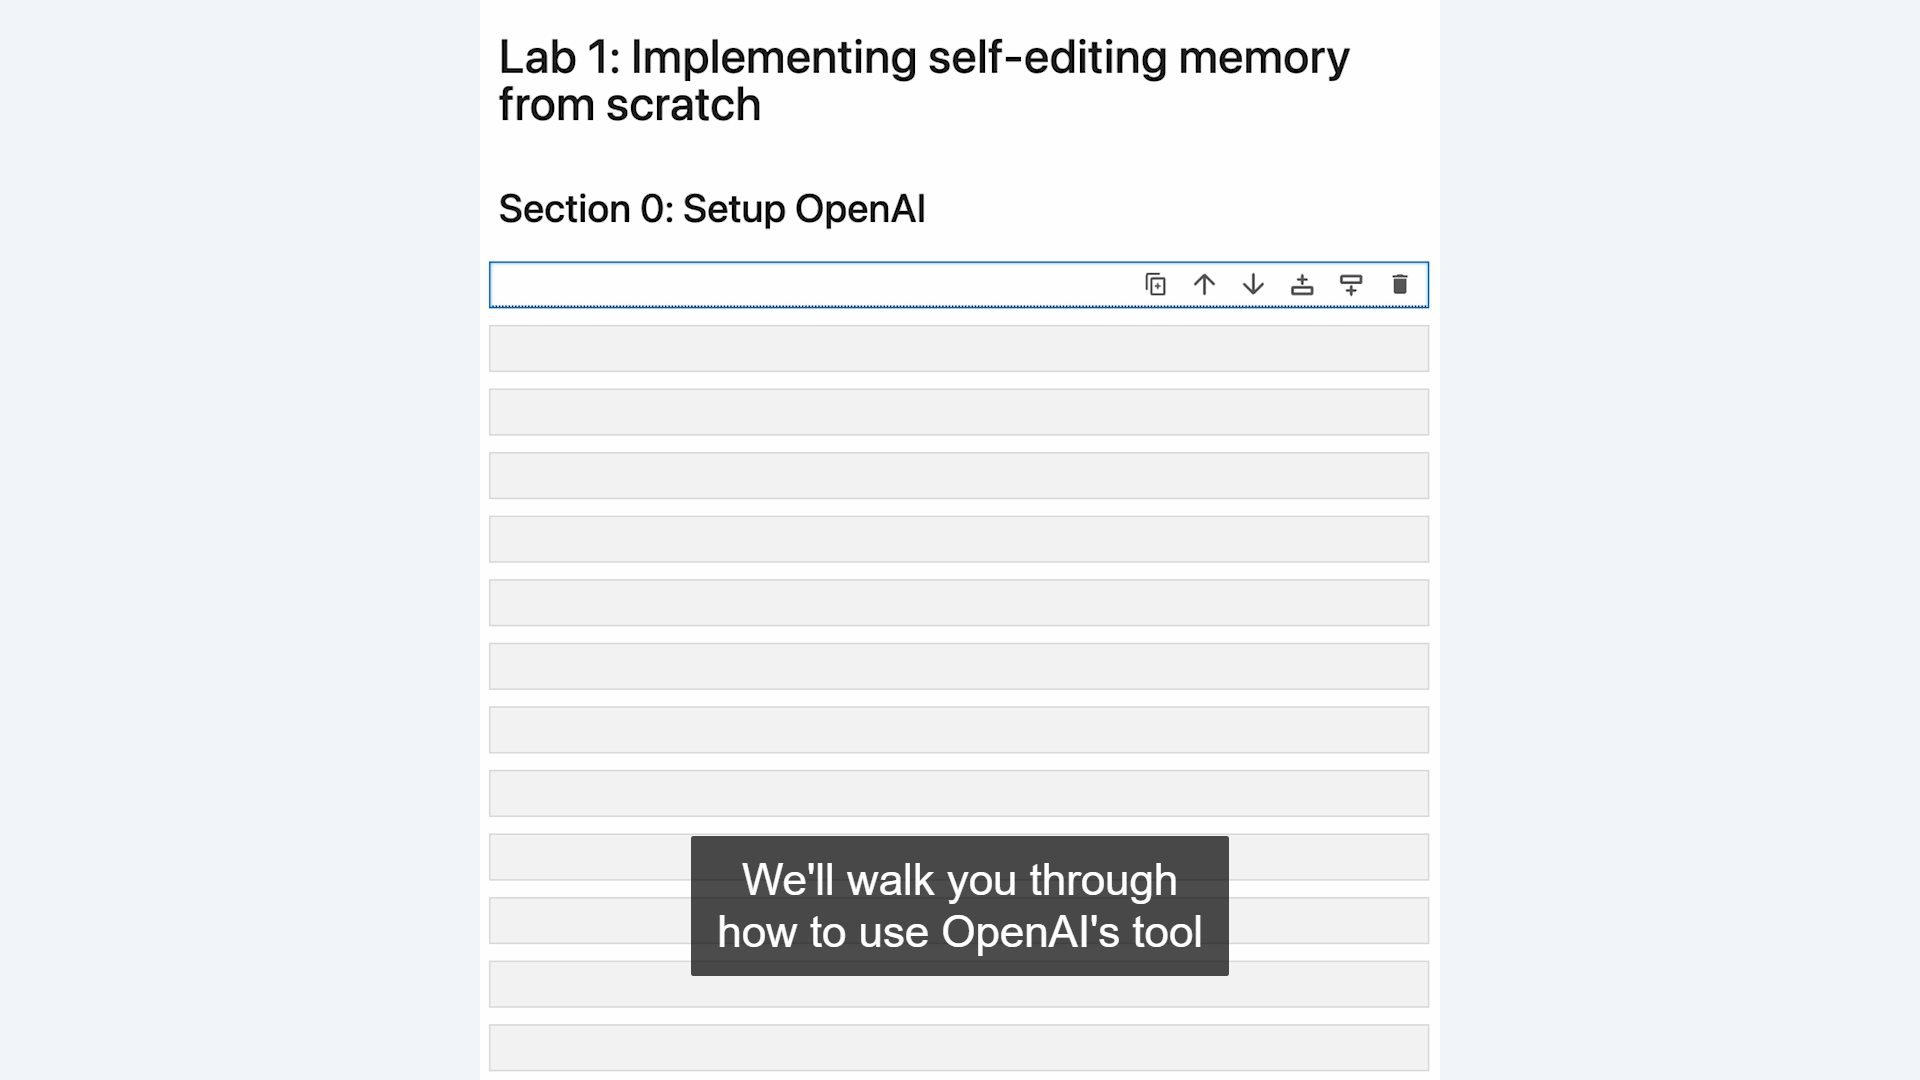 Lab 1: Implementing self-editing memory
from scratch
Section 0: Setup OpenAI
We'll walk you through
how to use OpenAI's tool